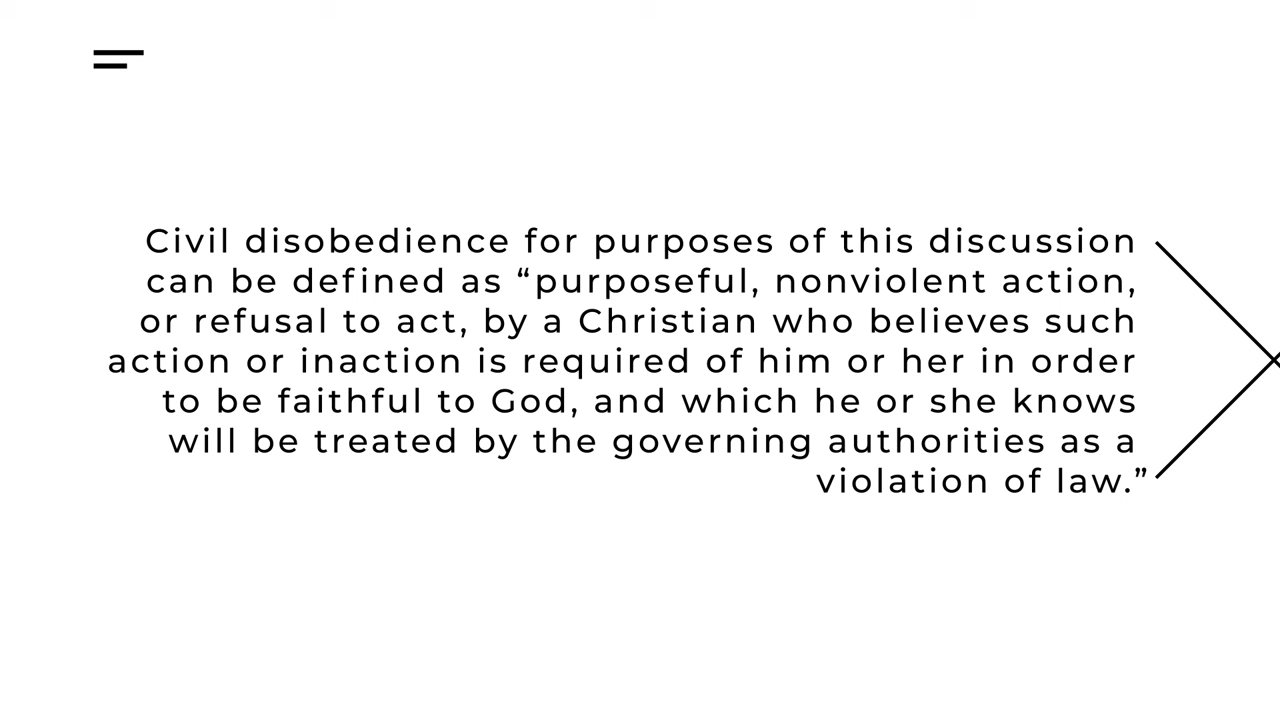 Civil disobedience for purposes of this discussion
can be defined as “purposeful, nonviolent action,
or refusal to act, by a Christian who believes such
action or inaction is required of him or her in order
to be faithful to God, and which he or she knows
will be treated by the governing authorities as a
violation of law.”